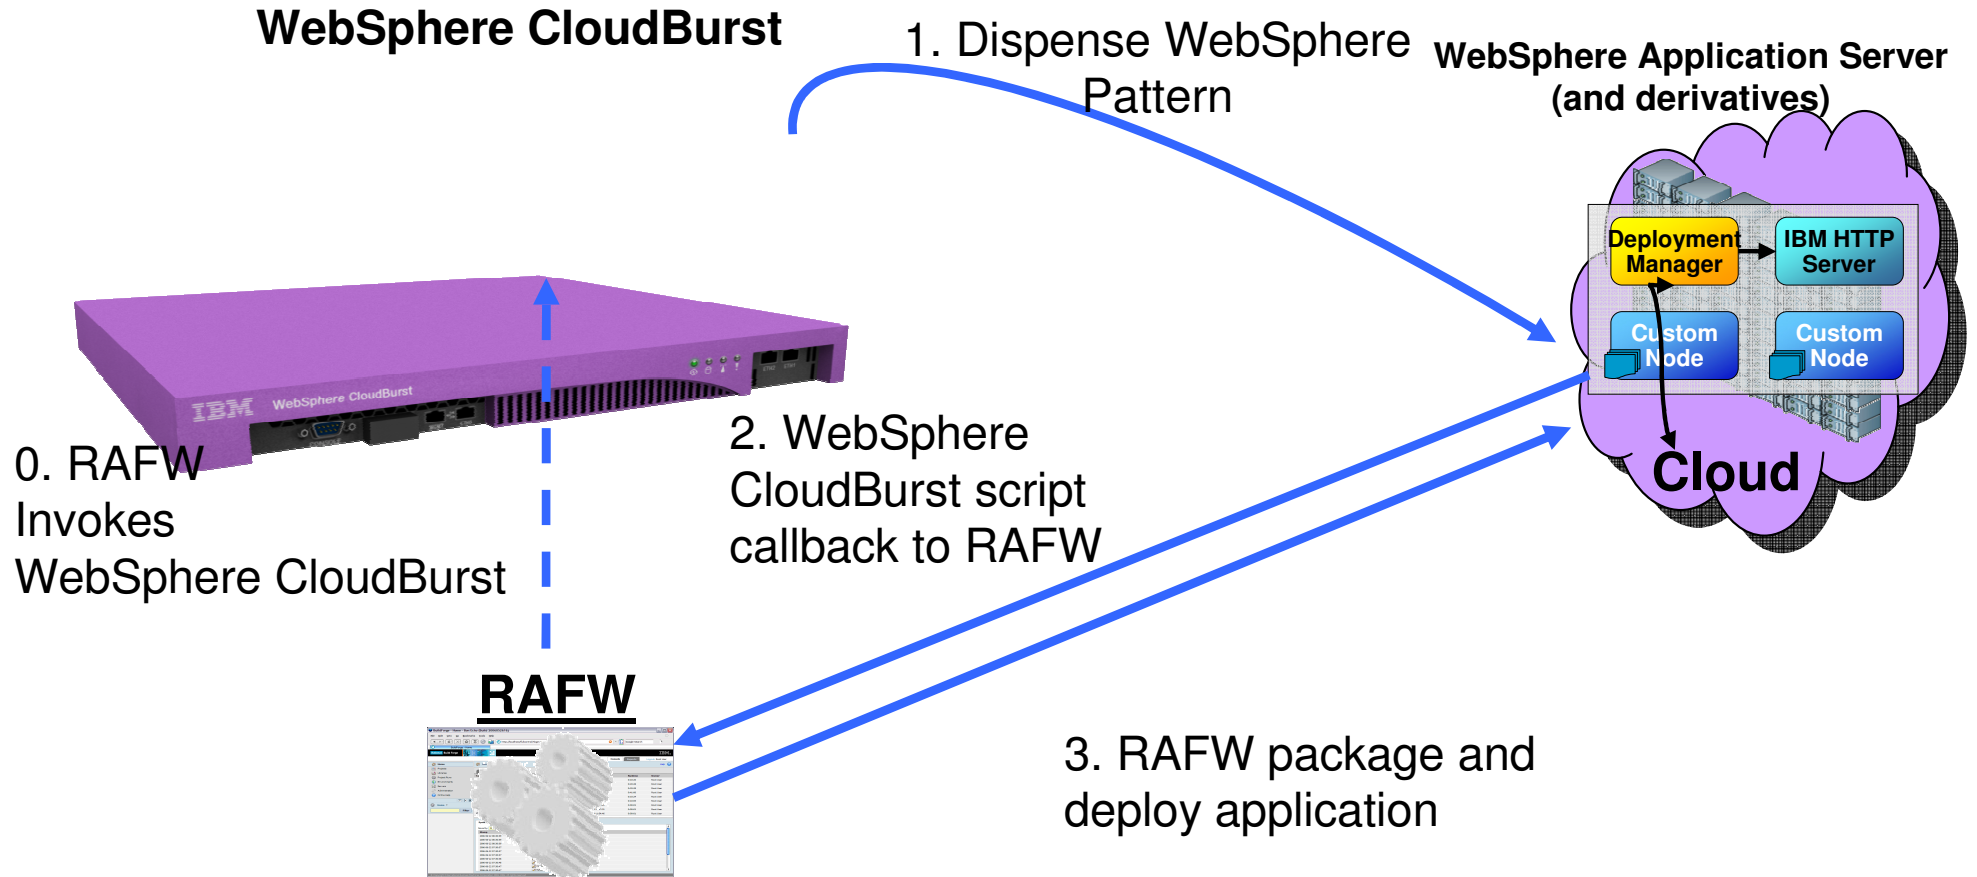 WebSphere CloudBurst
1. Dispense WebSphere
Pattern
WebSphere Application Server
(and derivatives)
Deployment
Manager
IBM HTTP
Server
Custom
Node
Custom
Node
Cloud
IBM WebSphere CloudBurst
0. RAFW
Invokes
WebSphere CloudBurst
2. WebSphere
CloudBurst script
callback to RAFW
RAFW
3. RAFW package and
deploy application